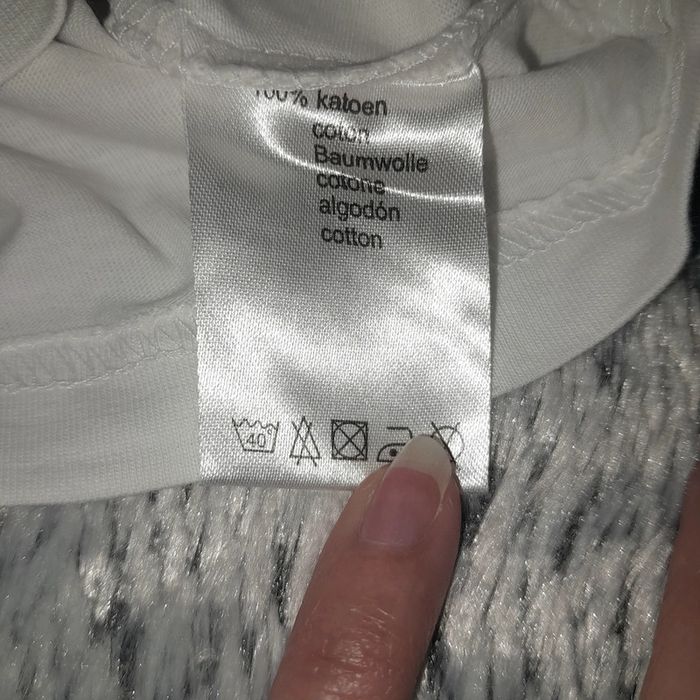 100% katoen
coton
Baumwolle
cotone
algodón
cotton
40°